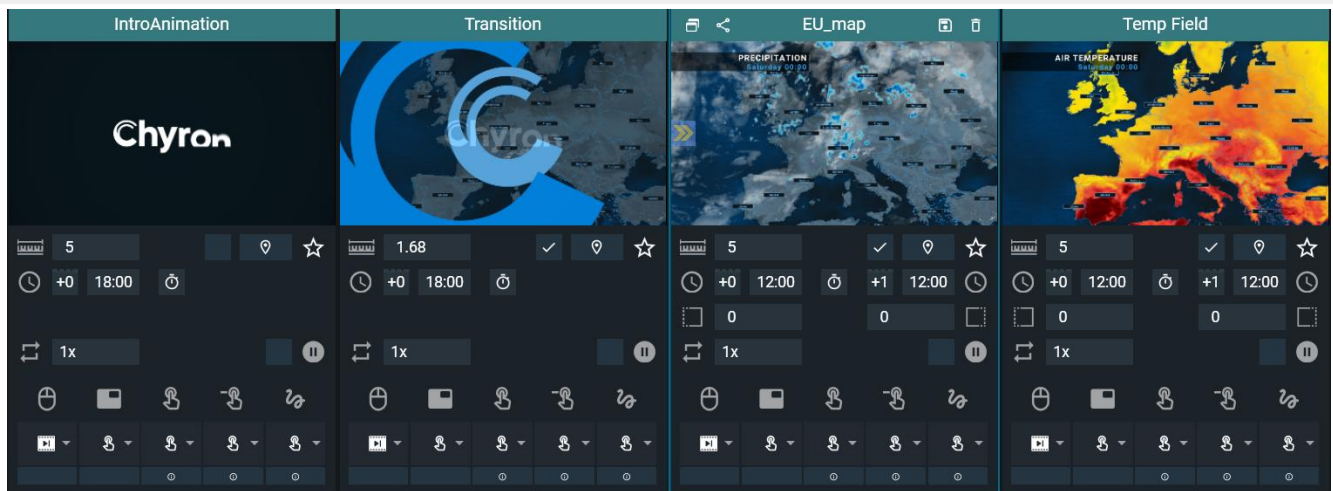 IntroAnimation
Chyron
5
+0 18:00
1x
Transition
Chyron
1.68
+0 18:00
1x
EU_map
PRECIPITATION
Saturday 00:00
5
+0 12:00 +1 12:00
0 0
1x
Temp Field
AIR TEMPERATURE
Saturday 00:00
5
+0 12:00 +1 12:00
0 0
1x